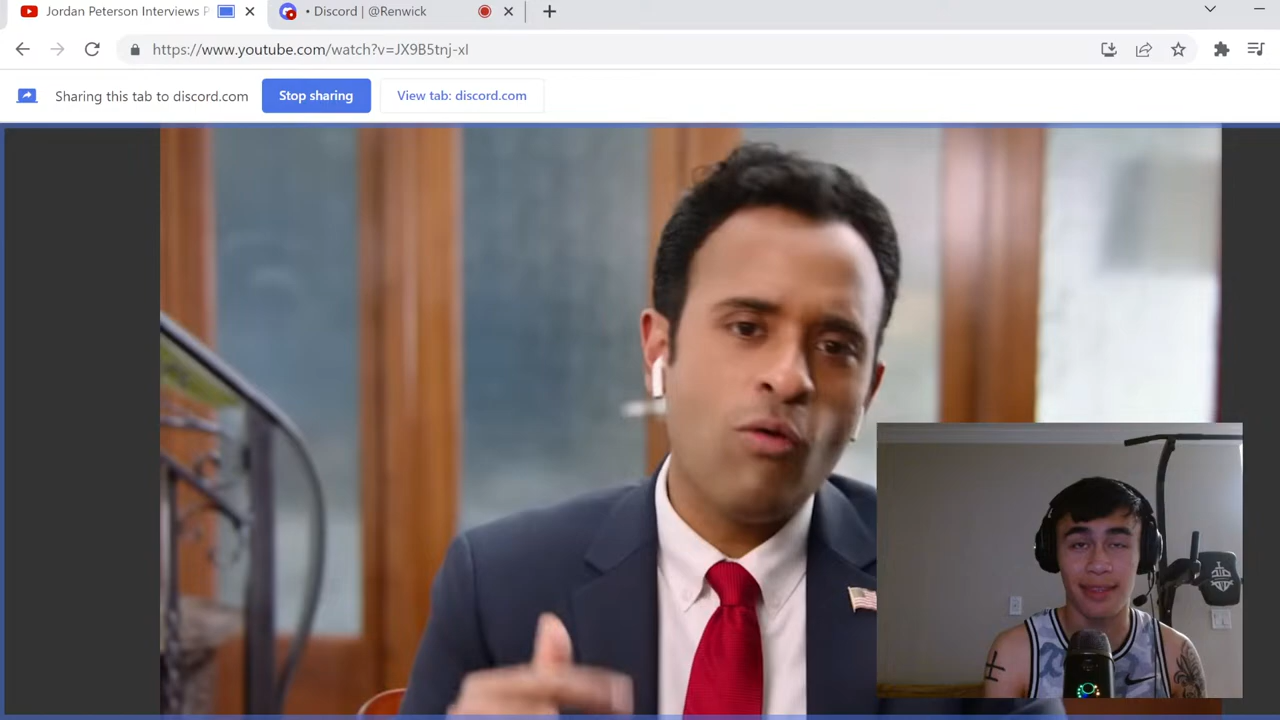 Jordan Peterson Interviews P
• Discord | @Renwick
https://www.youtube.com/watch?v=JX9B5tnj-xI
Sharing this tab to discord.com
Stop sharing
View tab: discord.com